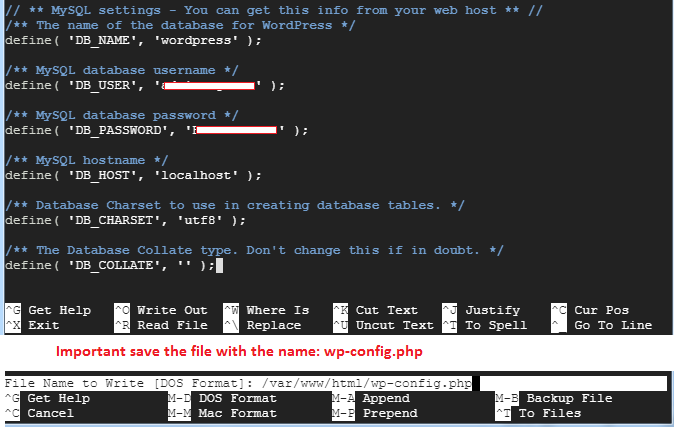 // ** MySQL settings - You can get this info from your web host ** //
/** The name of the database for WordPress */
define( 'DB_NAME', 'wordpress' );
/** MySQL database username */
define( 'DB_USER', ' ' );
/** MySQL database password */
define( 'DB_PASSWORD', ' ' );
/** MySQL hostname */
define( 'DB_HOST', 'localhost' );
/** Database Charset to use in creating database tables. */
define( 'DB_CHARSET', 'utf8' );
/** The Database Collate type. Don't change this if in doubt. */
define( 'DB_COLLATE', '' );
^G Get Help ^O Write Out ^W Where Is ^K Cut Text ^J Justify ^C Cur Pos
^X Exit ^R Read File ^\ Replace ^U Uncut Text ^T To Spell ^_ Go To Line
Important save the file with the name: wp-config.php
File Name to Write [DOS Format]: /var/www/html/wp-config.php
^G Get Help M-D DOS Format M-A Append M-B Backup File
^C Cancel M-M Mac Format M-P Prepend ^T To Files